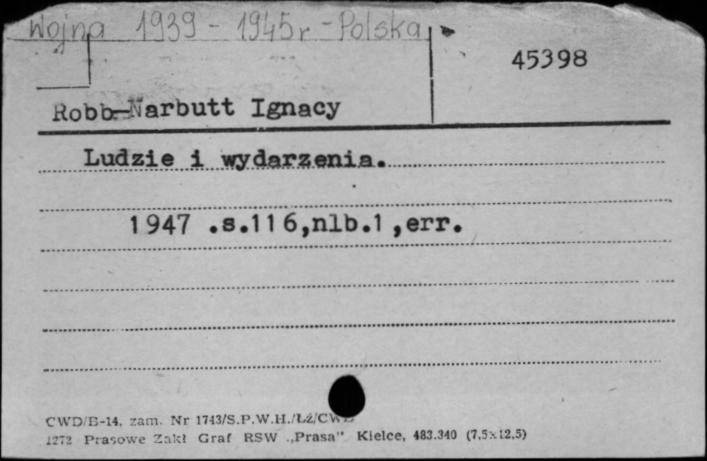 Wojna 1939 - 1945r - Polska
45398
Robb-Narbutt Ignacy
Ludzie i wydarzenia.
1947 .s.116,nlb.1,err.
CWD/E-14, zam. Nr 1743/S.P.W.H./ŁŻ/CWD
1272 Prasowe Zakł Graf RSW „Prasa" Kielce, 483.340 (7,5x12,5)